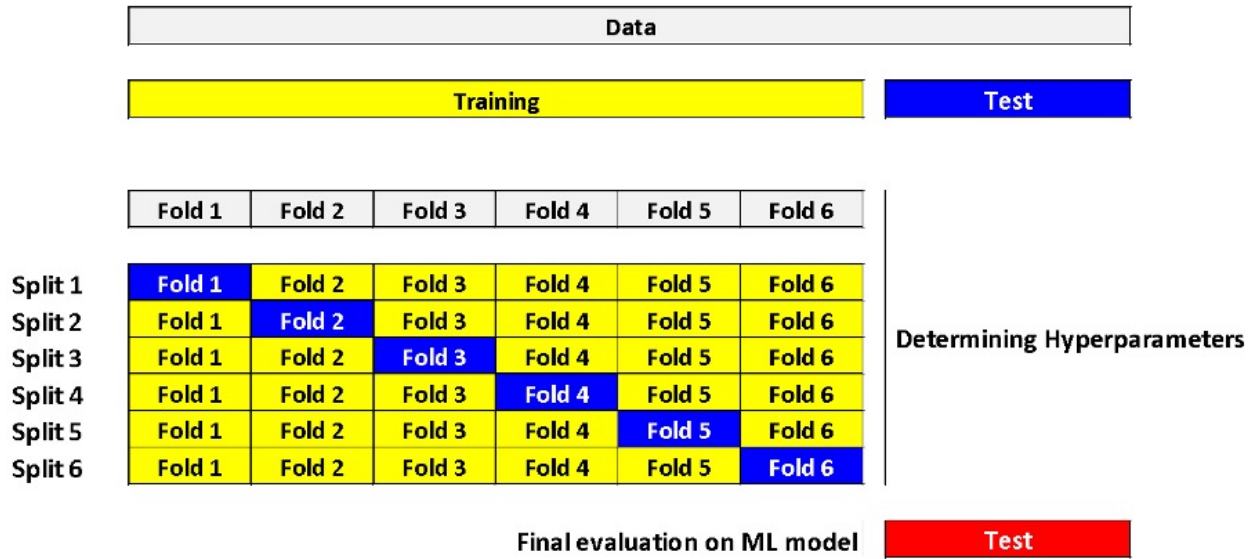 Data
Training Test
Fold 1 Fold 2 Fold 3 Fold 4 Fold 5 Fold 6
Split 1 Fold 1 Fold 2 Fold 3 Fold 4 Fold 5 Fold 6
Split 2 Fold 1 Fold 2 Fold 3 Fold 4 Fold 5 Fold 6
Split 3 Fold 1 Fold 2 Fold 3 Fold 4 Fold 5 Fold 6
Determining Hyperparameters
Split 4 Fold 1 Fold 2 Fold 3 Fold 4 Fold 5 Fold 6
Split 5 Fold 1 Fold 2 Fold 3 Fold 4 Fold 5 Fold 6
Split 6 Fold 1 Fold 2 Fold 3 Fold 4 Fold 5 Fold 6
Final evaluation on ML model Test